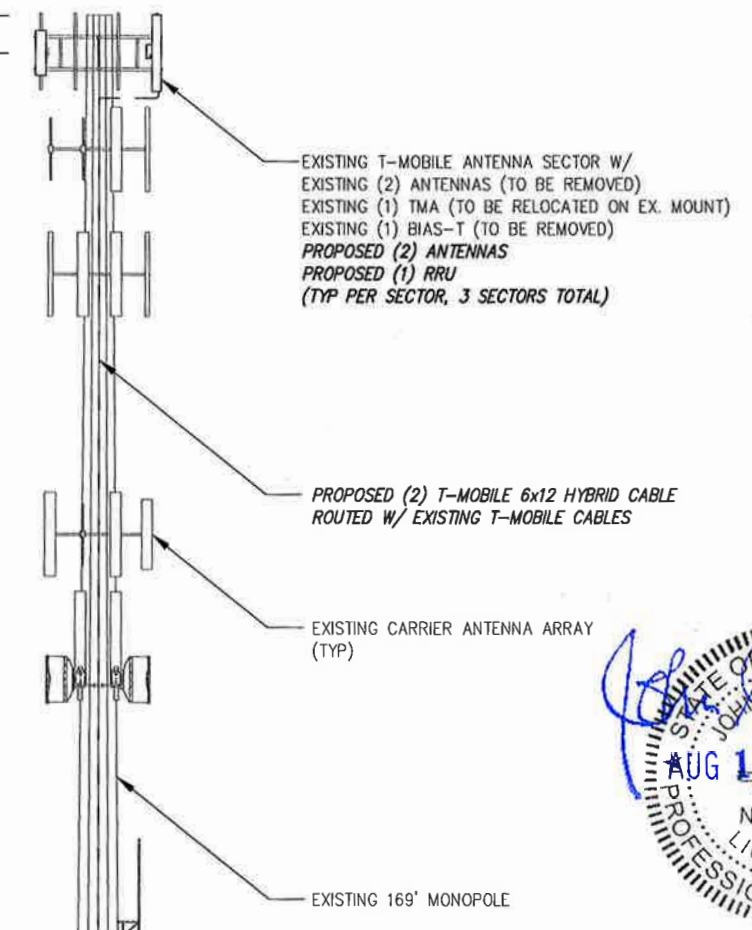 EXISTING T-MOBILE ANTENNA SECTOR W/
EXISTING (2) ANTENNAS (TO BE REMOVED)
EXISTING (1) TMA (TO BE RELOCATED ON EX. MOUNT)
EXISTING (1) BIAS-T (TO BE REMOVED)
PROPOSED (2) ANTENNAS
PROPOSED (1) RRU
(TYP PER SECTOR, 3 SECTORS TOTAL)
PROPOSED (2) T-MOBILE 6x12 HYBRID CABLE
ROUTED W/ EXISTING T-MOBILE CABLES
EXISTING CARRIER ANTENNA ARRAY
(TYP)
STATE
AUG 1
EXISTING 169' MONOPOLE